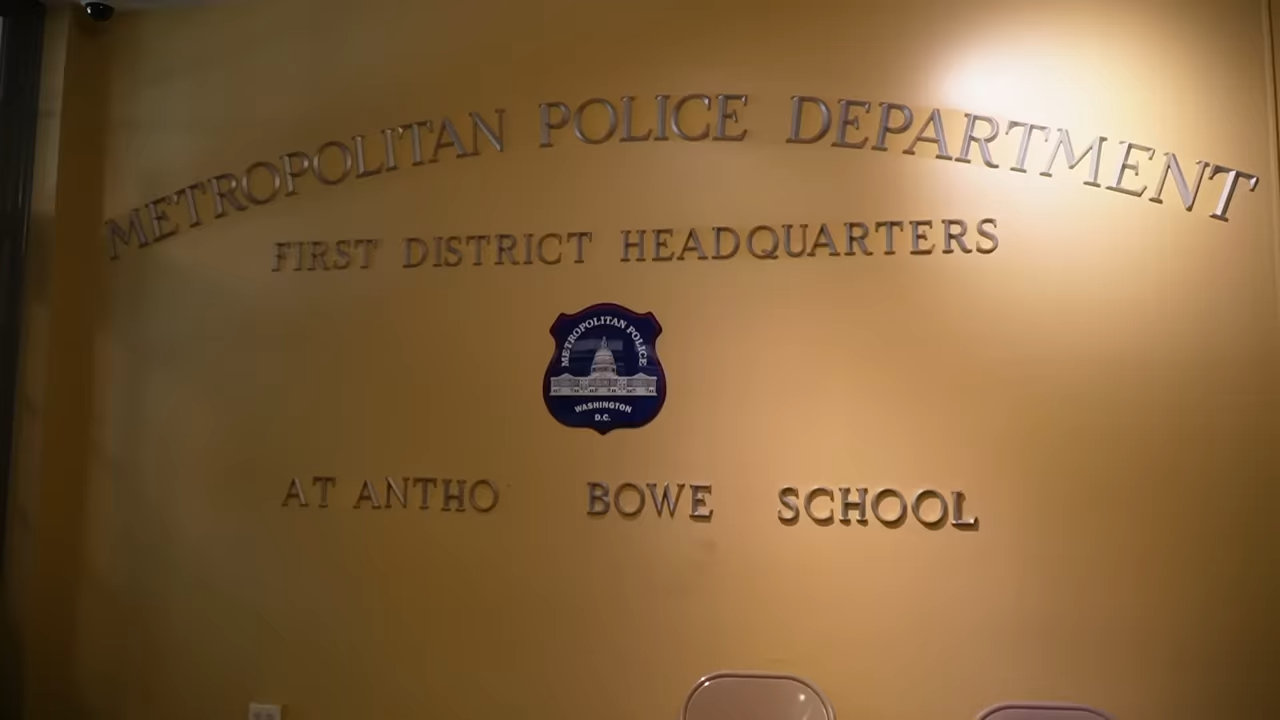 METROPOLITAN POLICE DEPARTMENT
FIRST DISTRICT HEADQUARTERS
METROPOLITAN POLICE
WASHINGTON
D.C.
AT ANTHO BOWE SCHOOL